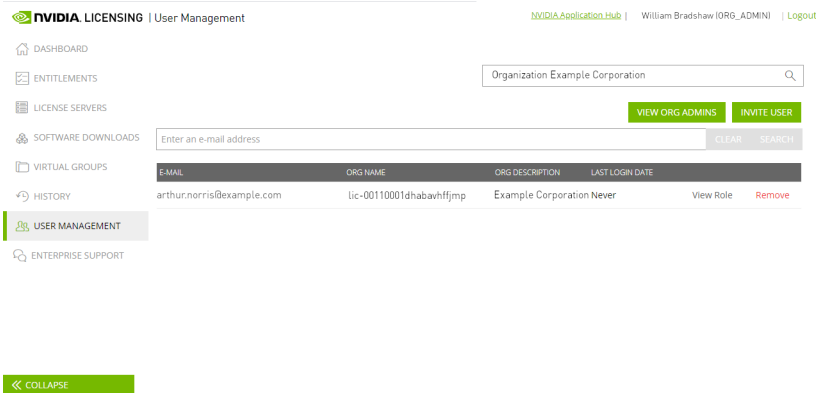 NVIDIA. LICENSING | User Management
NVIDIA Application Hub | William Bradshaw (ORG_ADMIN) | Logout
DASHBOARD
ENTITLEMENTS
LICENSE SERVERS
SOFTWARE DOWNLOADS
VIRTUAL GROUPS
HISTORY
USER MANAGEMENT
ENTERPRISE SUPPORT
Organization Example Corporation
VIEW ORG ADMINS INVITE USER
Enter an e-mail address CLEAR SEARCH
E-MAIL ORG NAME ORG DESCRIPTION LAST LOGIN DATE
arthur.norris@example.com lic-00110001dhabavhffjmp Example Corporation Never View Role Remove
COLLAPSE